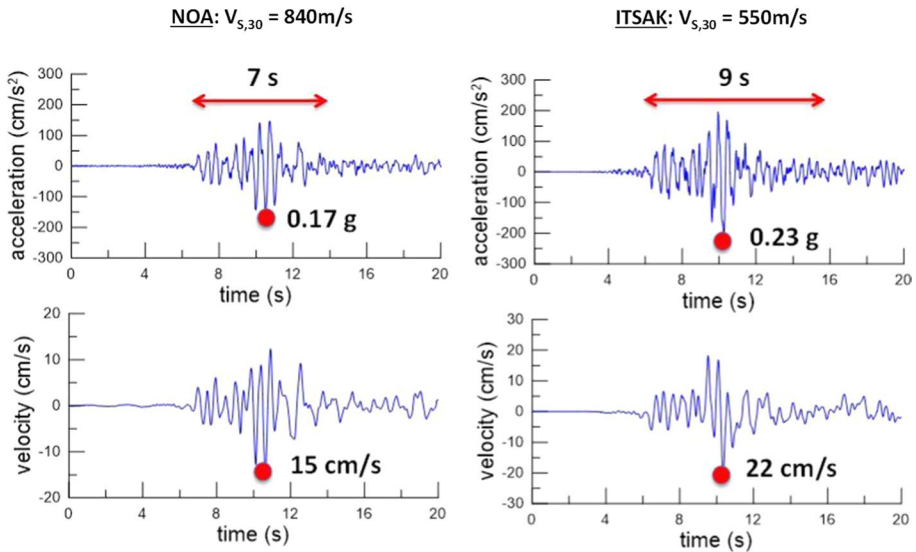 NOA: VS,30 = 840m/s
ITSAK: VS,30 = 550m/s
7 s
300
200
100
0
-100
-200
-300
acceleration (cm/s²)
0.17 g
0 4 8 12 16 20
time (s)
9 s
300
200
100
0
-100
-200
-300
acceleration (cm/s²)
0.23 g
0 4 8 12 16 20
time (s)
20
10
0
-10
-20
velocity (cm/s)
15 cm/s
0 4 8 12 16 20
time (s)
30
20
10
0
-10
-20
-30
velocity (cm/s)
22 cm/s
0 4 8 12 16 20
time (s)